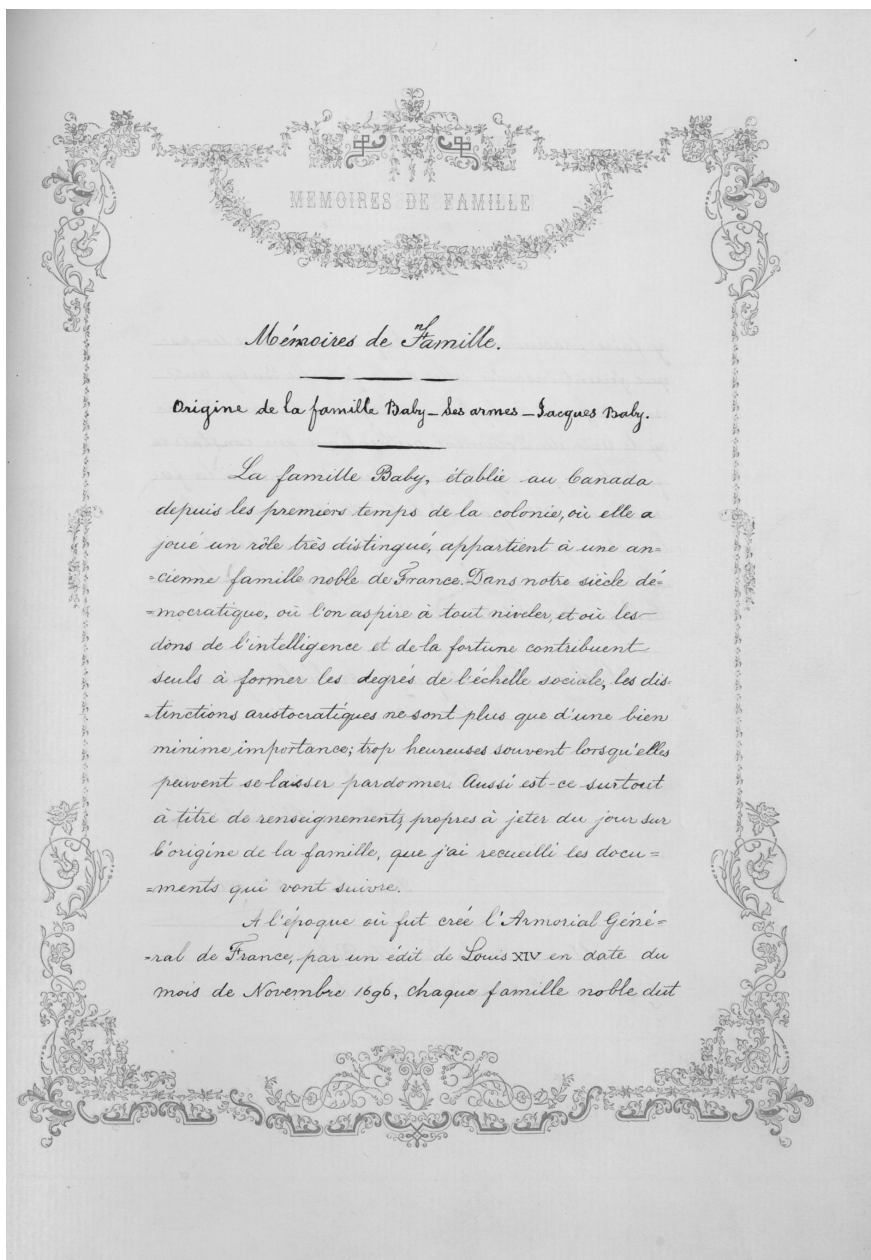 MEMOIRES DE FAMILLE
Mémoires de Famille.
Origine de la famille Baby – Ses armes – Jacques Baby.
La famille Baby, établie au Canada
depuis les premiers temps de la colonie, où elle a
joué un rôle très distingué, appartient à une an=
=cienne famille noble de France. Dans notre siècle dé=
=mocratique, où l'on aspire à tout niveler, et où les
dons de l'intelligence et de la fortune contribuent
seuls à former les degrés de l'échelle sociale, les dis=
=tinctions aristocratiques ne sont plus que d'une bien
minime importance; trop heureuses souvent lorsqu'elles
peuvent se laisser pardonner. Aussi est-ce surtout
à titre de renseignements, propres à jeter du jour sur
l'origine de la famille, que j'ai recueilli les docu=
=ments qui vont suivre.
A l'époque où fut créé l'Armorial Géné=
=ral de France, par un édit de Louis XIV en date du
mois de Novembre 1696, chaque famille noble dut